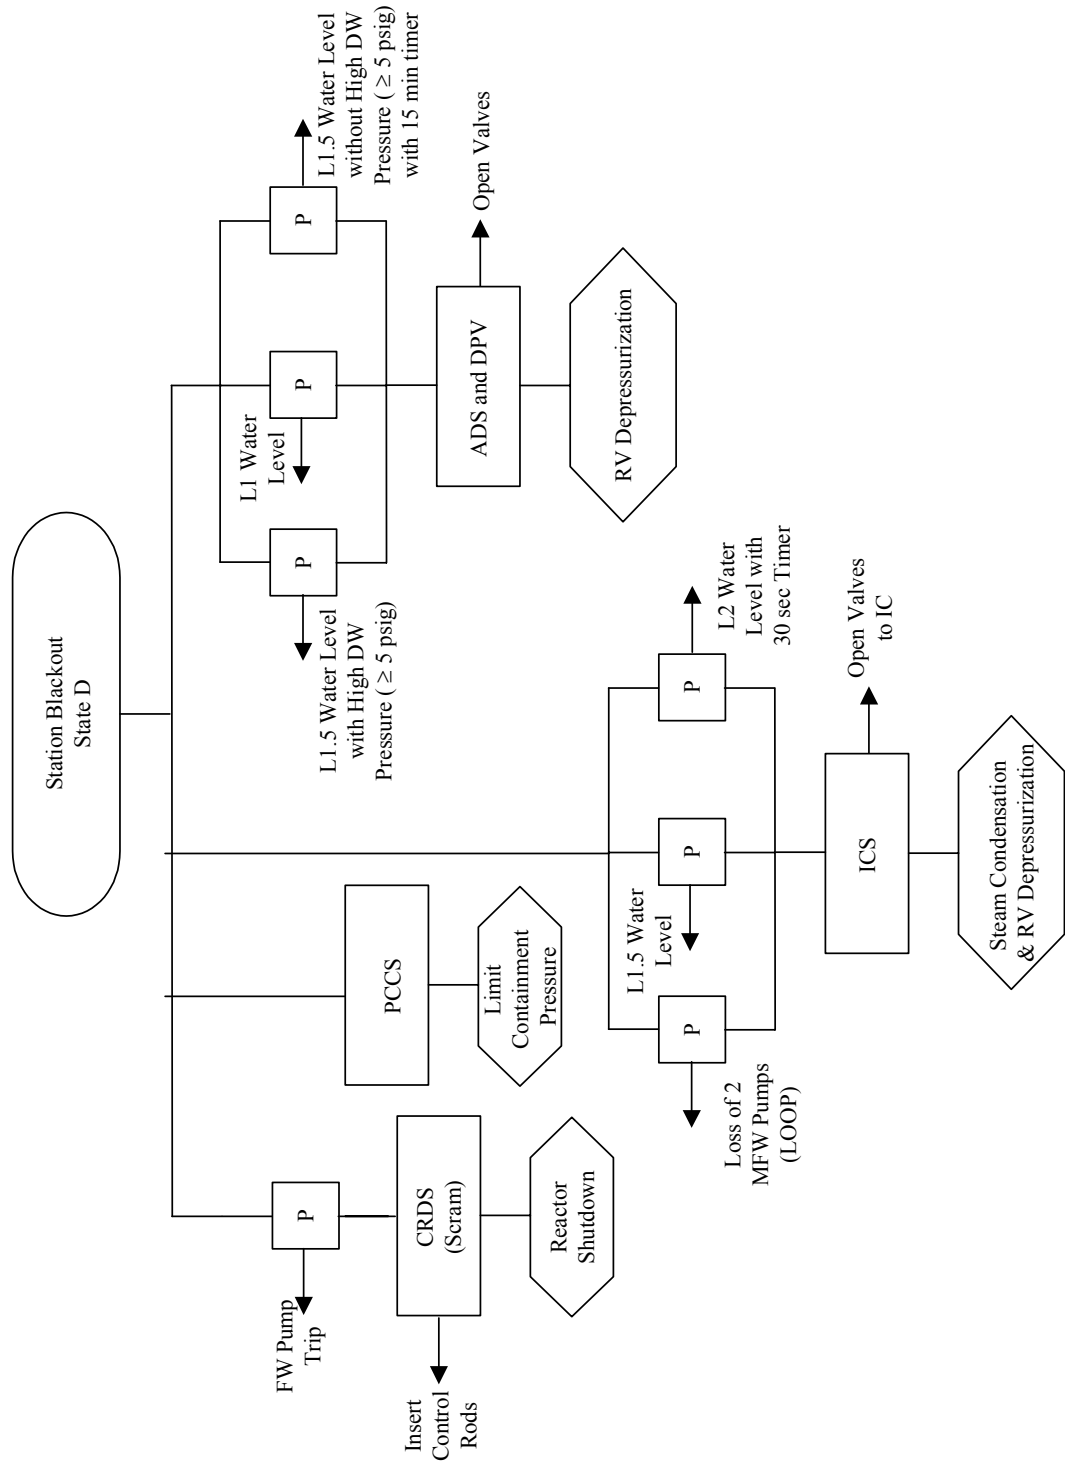 Station Blackout
State D
FW Pump
Trip
P
Insert
Control
Rods
CRDS
(Scram)
Reactor
Shutdown
PCCS
Limit
Containment
Pressure
Loss of 2
MFW Pumps
(LOOP)
P
L1.5 Water
Level
P
P
L2 Water
Level with
30 sec Timer
ICS
Open Valves
to IC
Steam Condensation
& RV Depressurization
L1.5 Water Level
with High DW
Pressure ( ≥ 5 psig)
P
L1 Water
Level
P
P
L1.5 Water Level
without High DW
Pressure ( ≥ 5 psig)
with 15 min timer
ADS and DPV
Open Valves
RV Depressurization